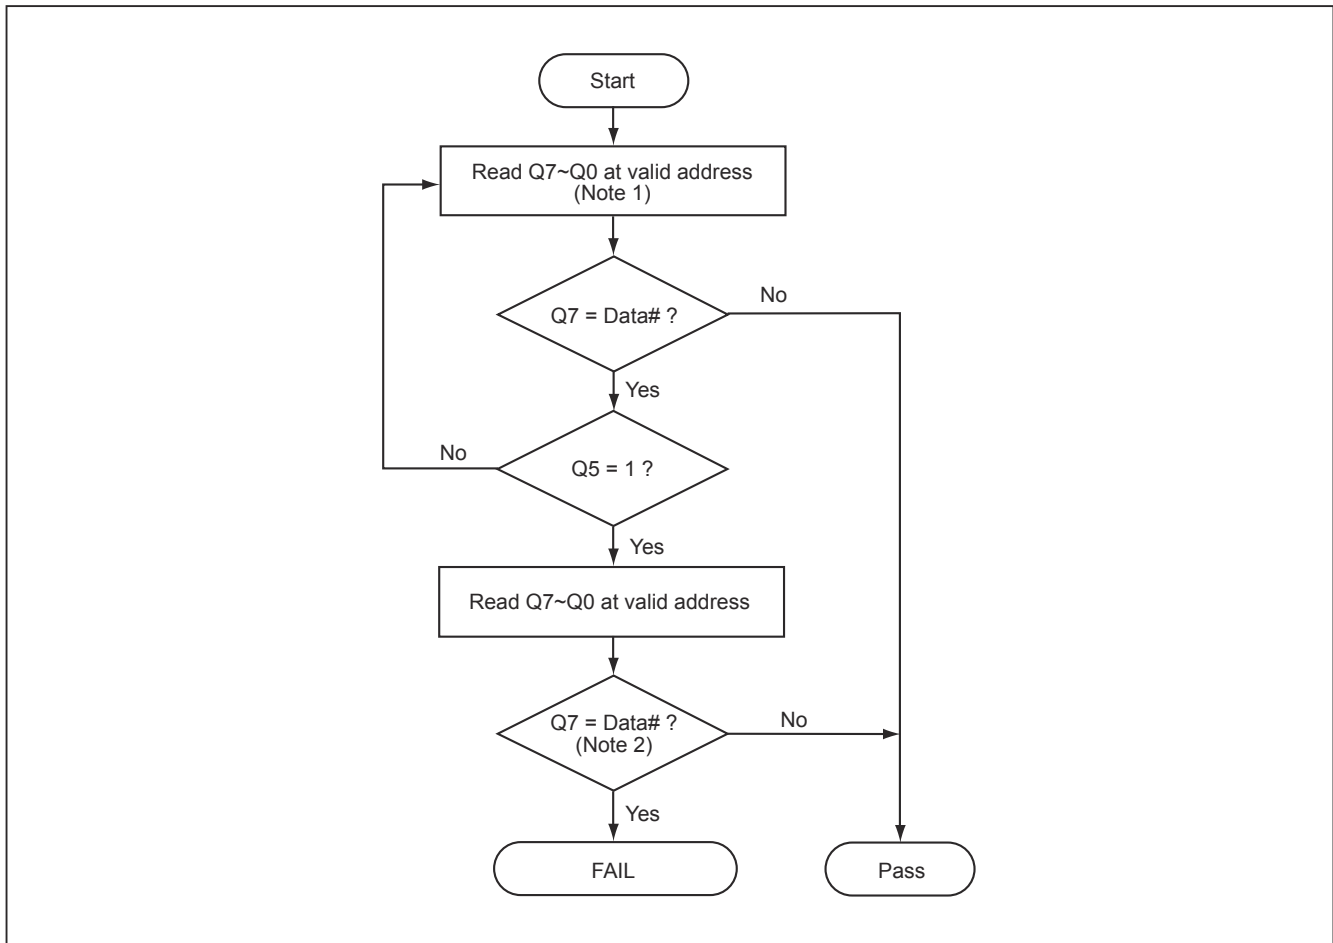 Start
Read Q7~Q0 at valid address
(Note 1)
Q7 = Data# ?
No
Yes
No
Q5 = 1 ?
Yes
Read Q7~Q0 at valid address
Q7 = Data# ?
(Note 2)
No
Yes
FAIL
Pass